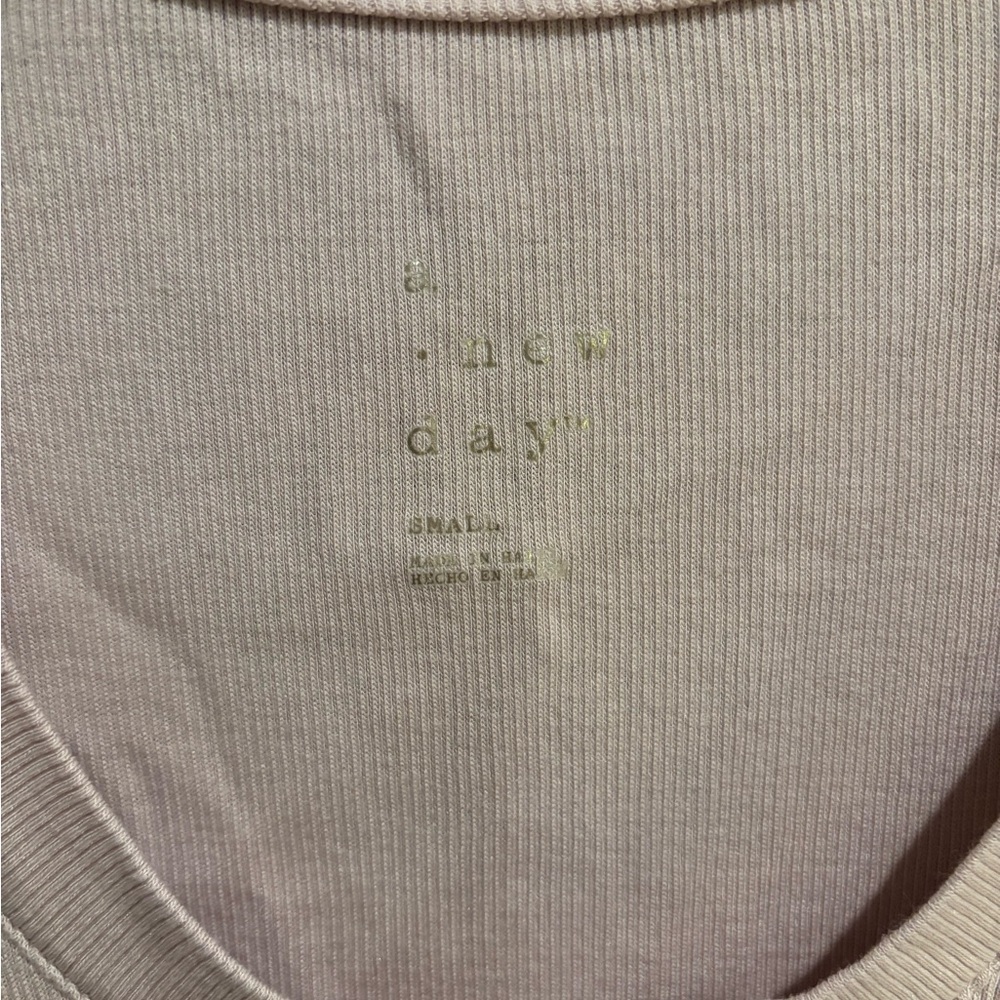 a
· new
day™
SMALL
MADE IN
HECHO EN